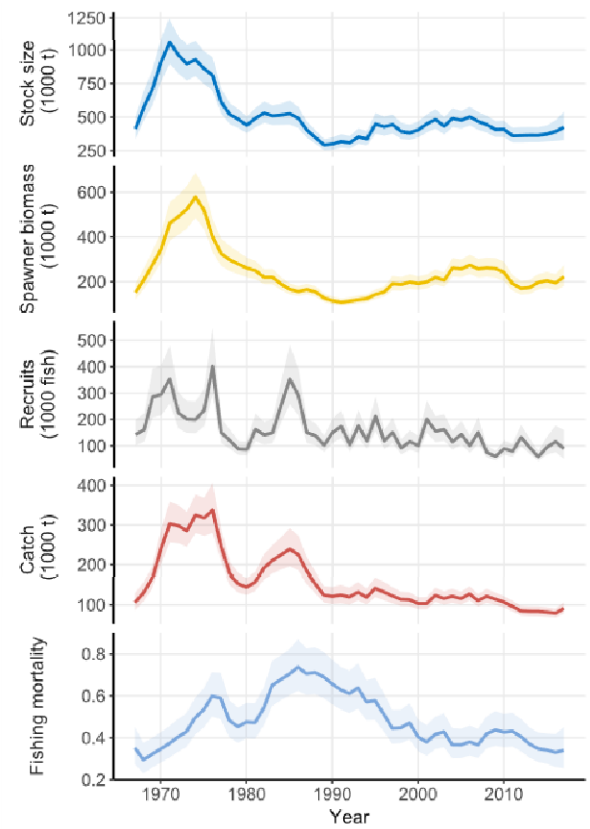 Stock size
(1000 t)
1250
1000
750
500
250
Spawner biomass
(1000 t)
600
400
200
Recruits
(1000 fish)
500
400
300
200
100
Catch
(1000 t)
400
300
200
100
Fishing mortality
0.8
0.6
0.4
0.2
1970 1980 1990 2000 2010
Year